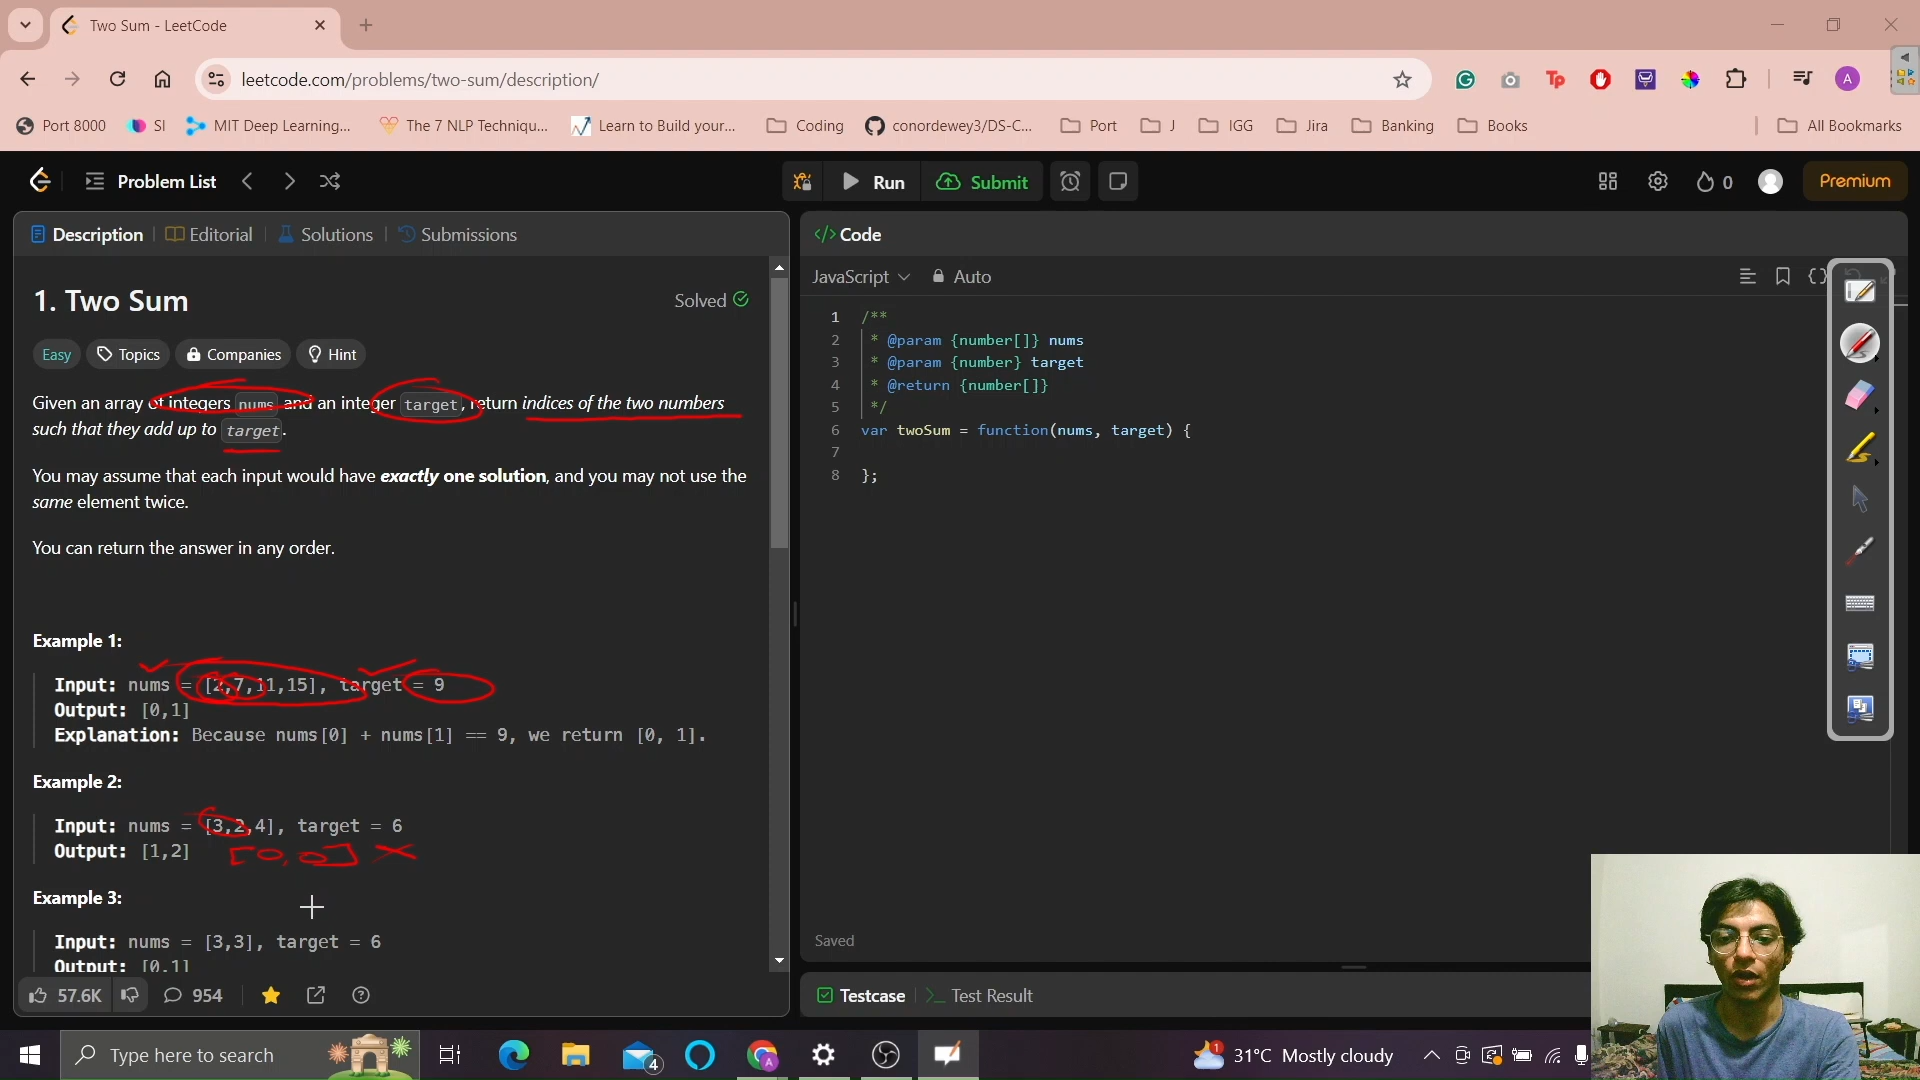 Two Sum - LeetCode
leetcode.com/problems/two-sum/description/
Tp
A
Port 8000
SI
MIT Deep Learning...
The 7 NLP Techniqu...
Learn to Build your...
Coding
conordewey3/DS-C...
Port
J
IGG
Jira
Banking
Books
All Bookmarks
Problem List
Run
Submit
0
Premium
Description
Editorial
Solutions
Submissions
1. Two Sum
Solved
Easy
Topics
Companies
Hint
Given an array of integers nums and an integer target, return indices of the two numbers
such that they add up to target.
You may assume that each input would have exactly one solution, and you may not use the
same element twice.
You can return the answer in any order.
Example 1:
Input: nums = [2,7,11,15], target = 9
Output: [0,1]
Explanation: Because nums[0] + nums[1] == 9, we return [0, 1].
Example 2:
Input: nums = [3,2,4], target = 6
Output: [1,2]
[0,0] X
Example 3:
Input: nums = [3,3], target = 6
Output: [0,1]
57.6K
954
</> Code
JavaScript
Auto
1 /**
2 * @param {number[]} nums
3 * @param {number} target
4 * @return {number[]}
5 */
6 var twoSum = function(nums, target) {
7
8 };
Saved
Testcase
Test Result
Type here to search
4
A
1
31°C Mostly cloudy